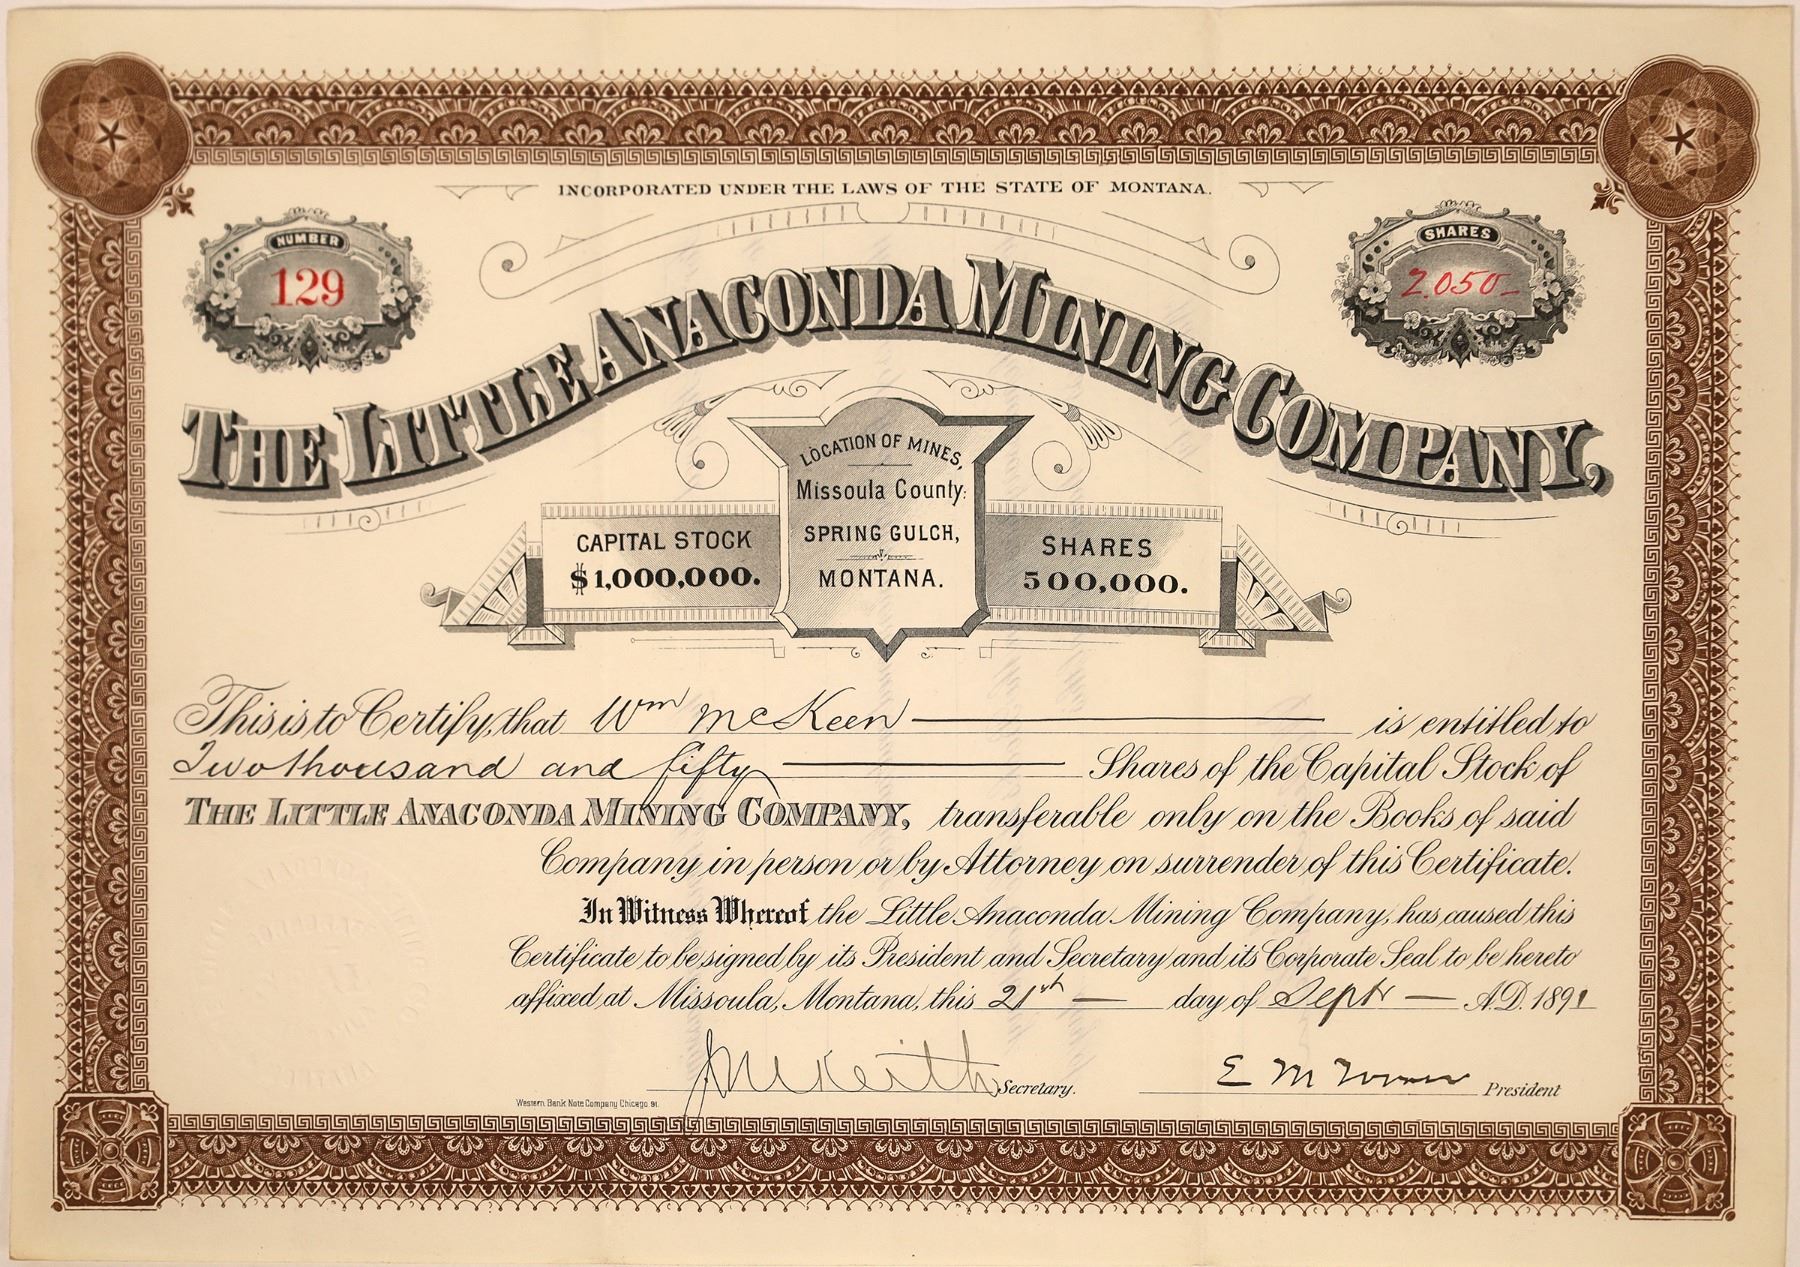 INCORPORATED UNDER THE LAWS OF THE STATE OF MONTANA.
NUMBER
129
SHARES
2,050
THE LITTLE ANACONDA MINING COMPANY,
LOCATION OF MINES,
Missoula County:
SPRING GULCH,
MONTANA.
CAPITAL STOCK
$1,000,000.
SHARES
500,000.
This is to Certify, that Wm McKeen is entitled to
Two thousand and fifty Shares of the Capital Stock of
THE LITTLE ANACONDA MINING COMPANY, transferable only on the Books of said
Company in person or by Attorney on surrender of this Certificate.
In Witness Whereof the Little Anaconda Mining Company, has caused this
Certificate to be signed by its President and Secretary and its Corporate Seal to be hereto
affixed at Missoula, Montana, this 21st day of Sept A.D. 1891
Keith Secretary.
E M President
Western Bank Note Company Chicago. 91.